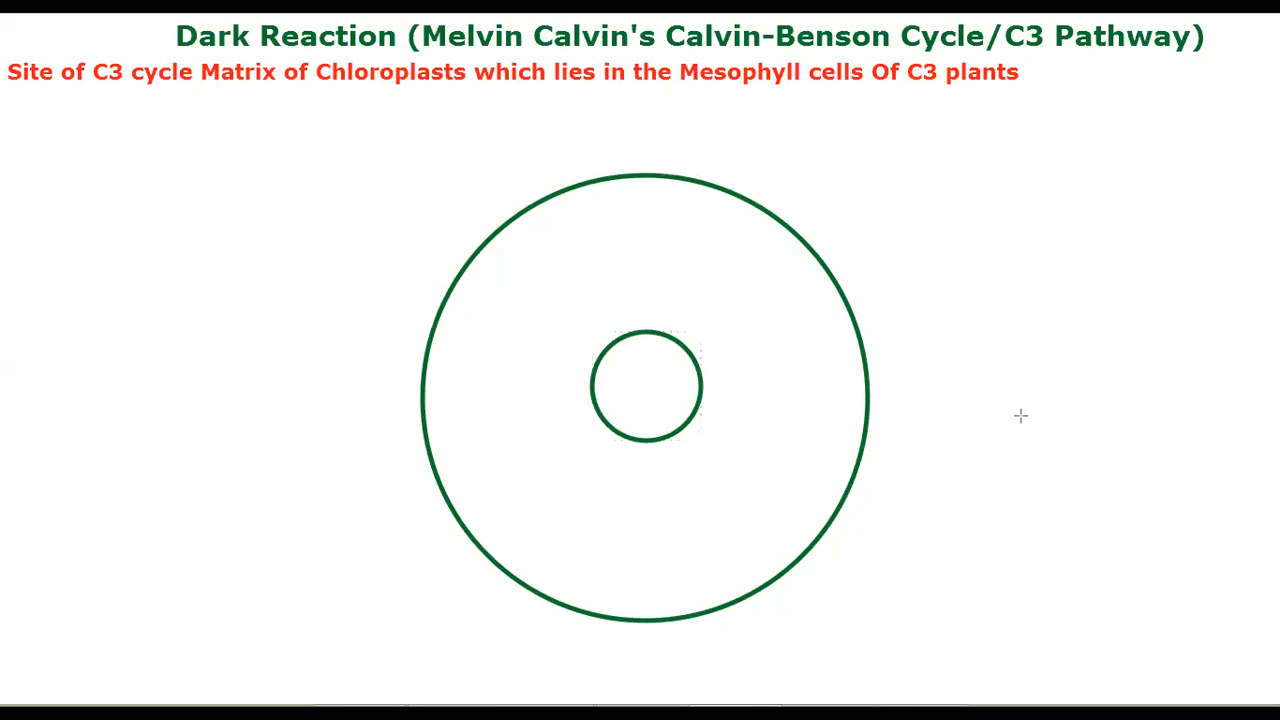 Dark Reaction (Melvin Calvin's Calvin-Benson Cycle/C3 Pathway)
Site of C3 cycle Matrix of Chloroplasts which lies in the Mesophyll cells Of C3 plants